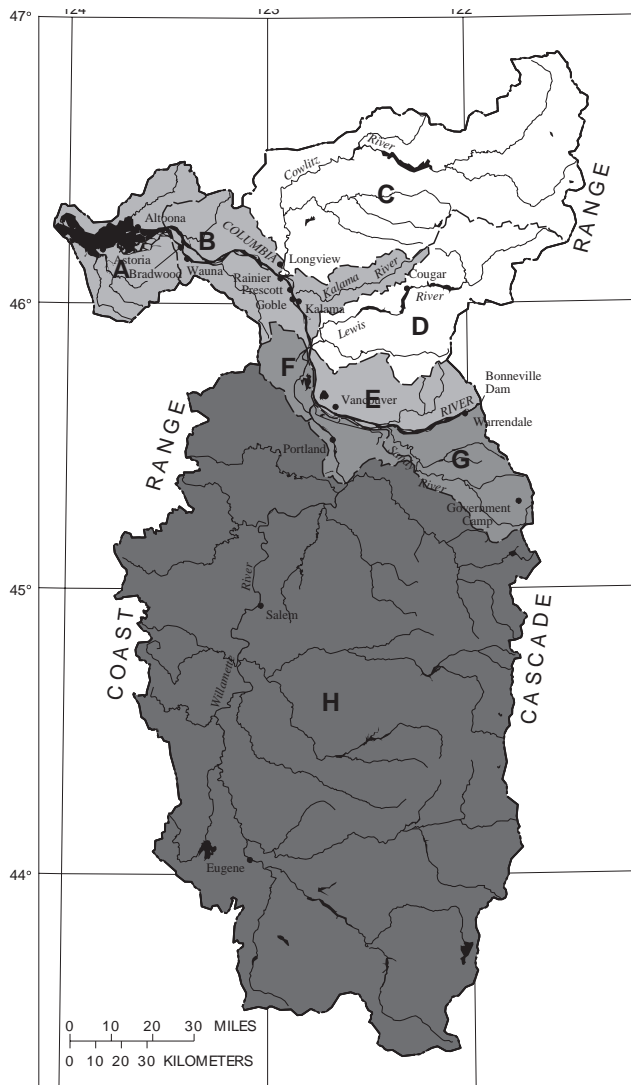 124 123 122
47°
River
Cowlitz
C
RANGE
Altoona
COLUMBIA
B
Longview
Astoria
A
Bradwood
Wauna
Rainier
Kalama River
Cougar
Prescott
River
46°
Goble
Kalama
Lewis
D
F
Bonneville
Dam
E
Vancouver
RIVER
Warrendale
RANGE
Portland
G
Sandy
River
Government
Camp
45°
River
Salem
COAST
CASCADE
Willamette
H
44°
Eugene
0 10 20 30 MILES
0 10 20 30 KILOMETERS